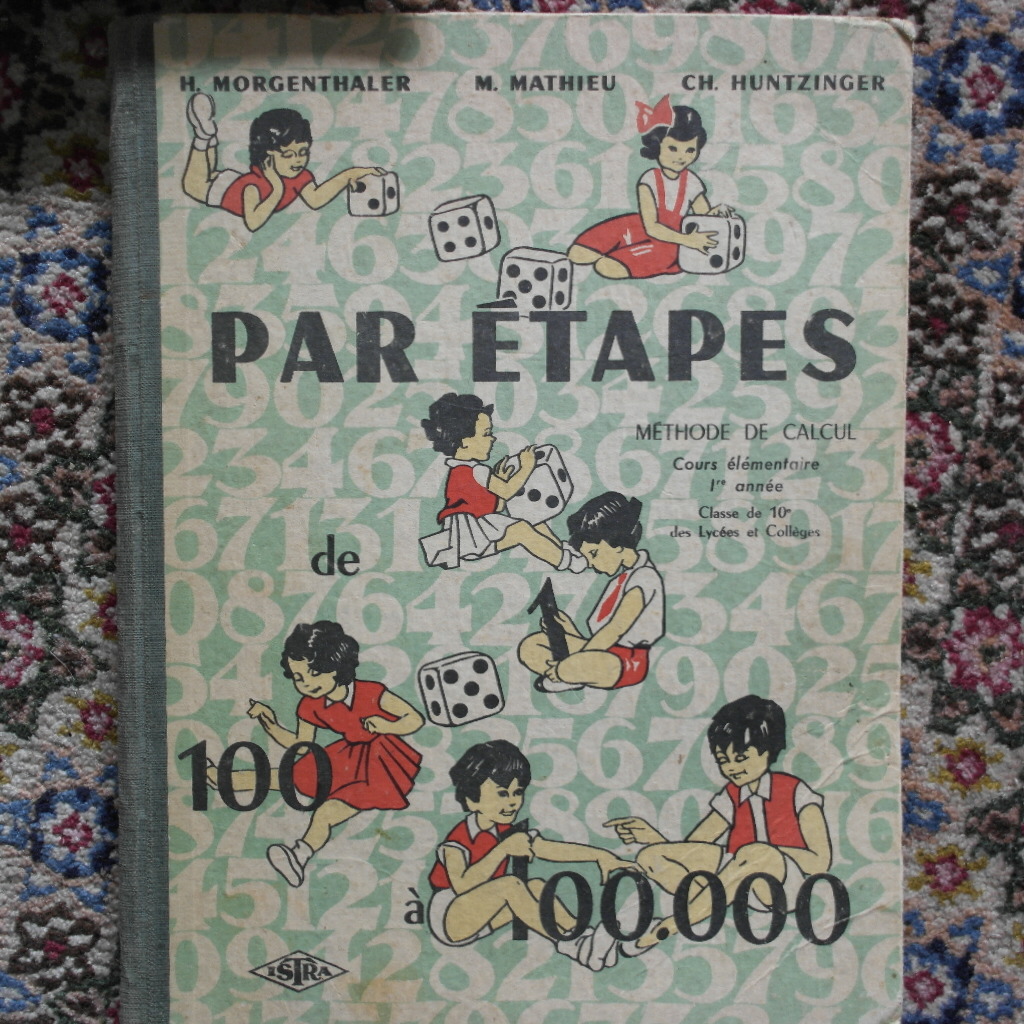 H. MORGENTHALER M. MATHIEU CH. HUNTZINGER
PAR ÉTAPES
MÉTHODE DE CALCUL
Cours élémentaire
1re année
Classe de 10e
des Lycées et Collèges
de
1
100
à 100.000
ISTRA